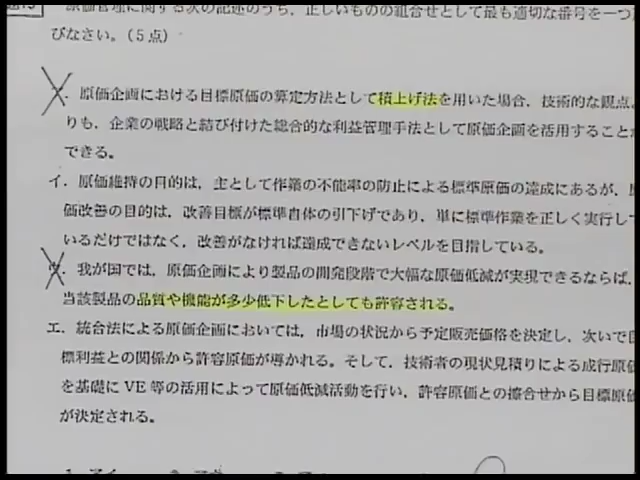 原価管理に関する次の記述のうち，正しいものの組合せとして最も適切な番号を一つ
びなさい。（5点）
原価企画における目標原価の算定方法として積上げ法を用いた場合，技術的な観点
りも，企業の戦略と結び付けた総合的な利益管理手法として原価企画を活用すること
できる。
イ．原価維持の目的は，主として作業の不能率の防止による標準原価の達成にあるが，
価改善の目的は，改善目標が標準自体の引下げであり，単に標準作業を正しく実行し
いるだけではなく，改善がなければ達成できないレベルを目指している。
ウ．我が国では，原価企画により製品の開発段階で大幅な原価低減が実現できるならば，
当該製品の品質や機能が多少低下したとしても許容される。
エ．統合法による原価企画においては，市場の状況から予定販売価格を決定し，次いで
標利益との関係から許容原価が導かれる。そして，技術者の現状見積りによる成行原価
を基礎に VE 等の活用によって原価低減活動を行い，許容原価との擦合せから目標原価
が決定される。